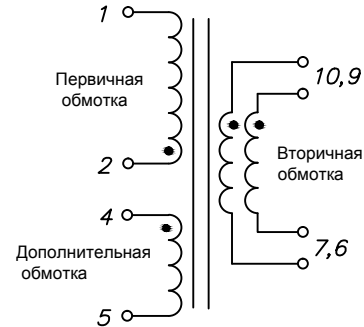 1
Первичная
обмотка
2
4
Дополнительная
обмотка
5
10,9
Вторичная
обмотка
7,6